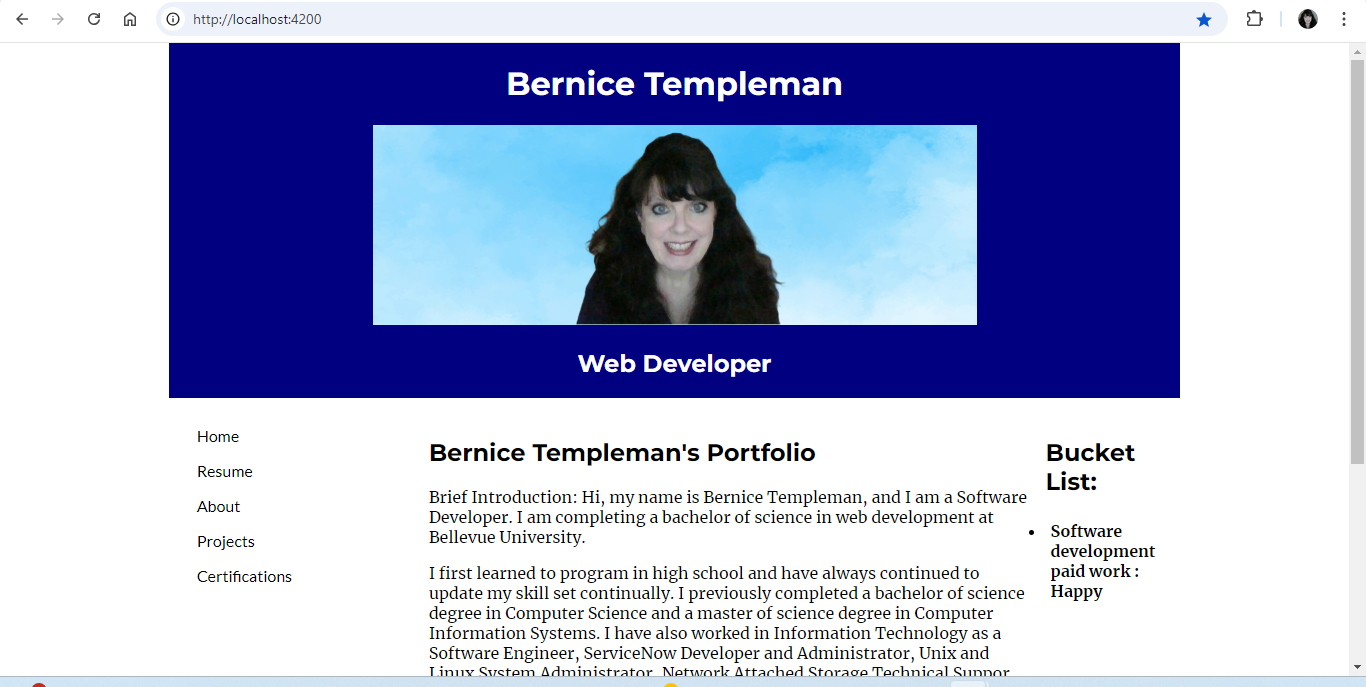 http://localhost:4200
Bernice Templeman
Web Developer
Home
Resume
About
Projects
Certifications
Bernice Templeman's Portfolio
Brief Introduction: Hi, my name is Bernice Templeman, and I am a Software
Developer. I am completing a bachelor of science in web development at
Bellevue University.
I first learned to program in high school and have always continued to
update my skill set continually. I previously completed a bachelor of science
degree in Computer Science and a master of science degree in Computer
Information Systems. I have also worked in Information Technology as a
Software Engineer, ServiceNow Developer and Administrator, Unix and
Linux System Administrator, Network Attached Storage Technical Suppor
Bucket
List:
Software
development
paid work :
Happy